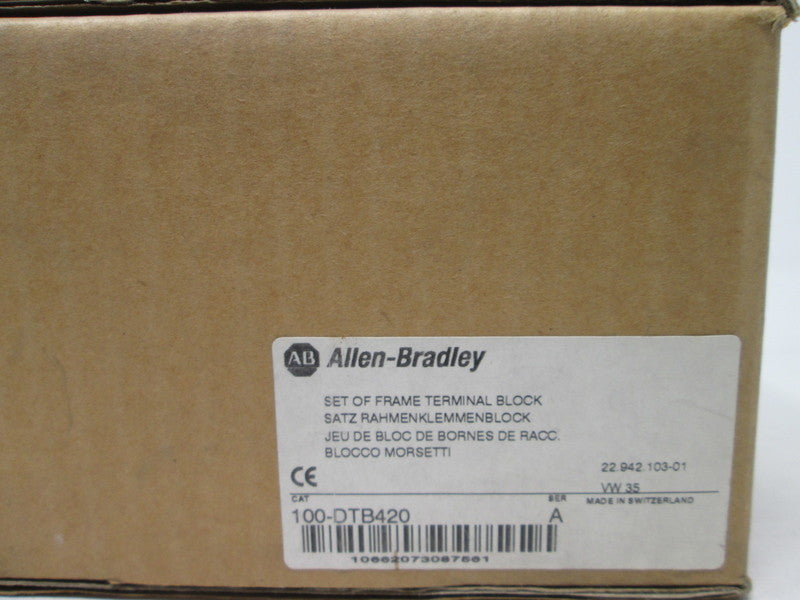 AB Allen-Bradley
SET OF FRAME TERMINAL BLOCK
SATZ RAHMENKLEMMENBLOCK
JEU DE BLOC DE BORNES DE RACC.
BLOCCO MORSETTI
CE
22.942.103-01
VW 35
CAT
SER
MADE IN SWITZERLAND
100-DTB420
A
10662073087561